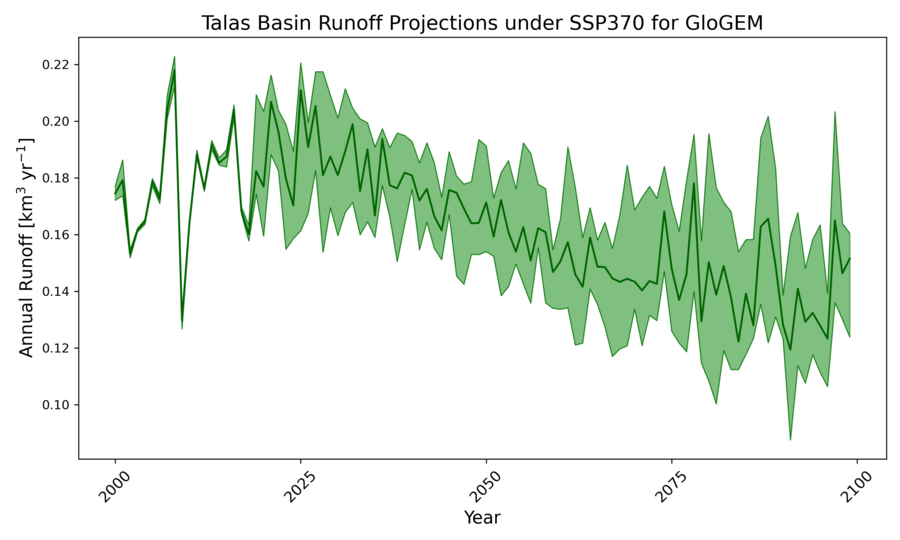 Talas Basin Runoff Projections under SSP370 for GloGEM
Annual Runoff [km³ yr⁻¹]
0.22
0.20
0.18
0.16
0.14
0.12
0.10
2000 2025 2050 2075 2100
Year